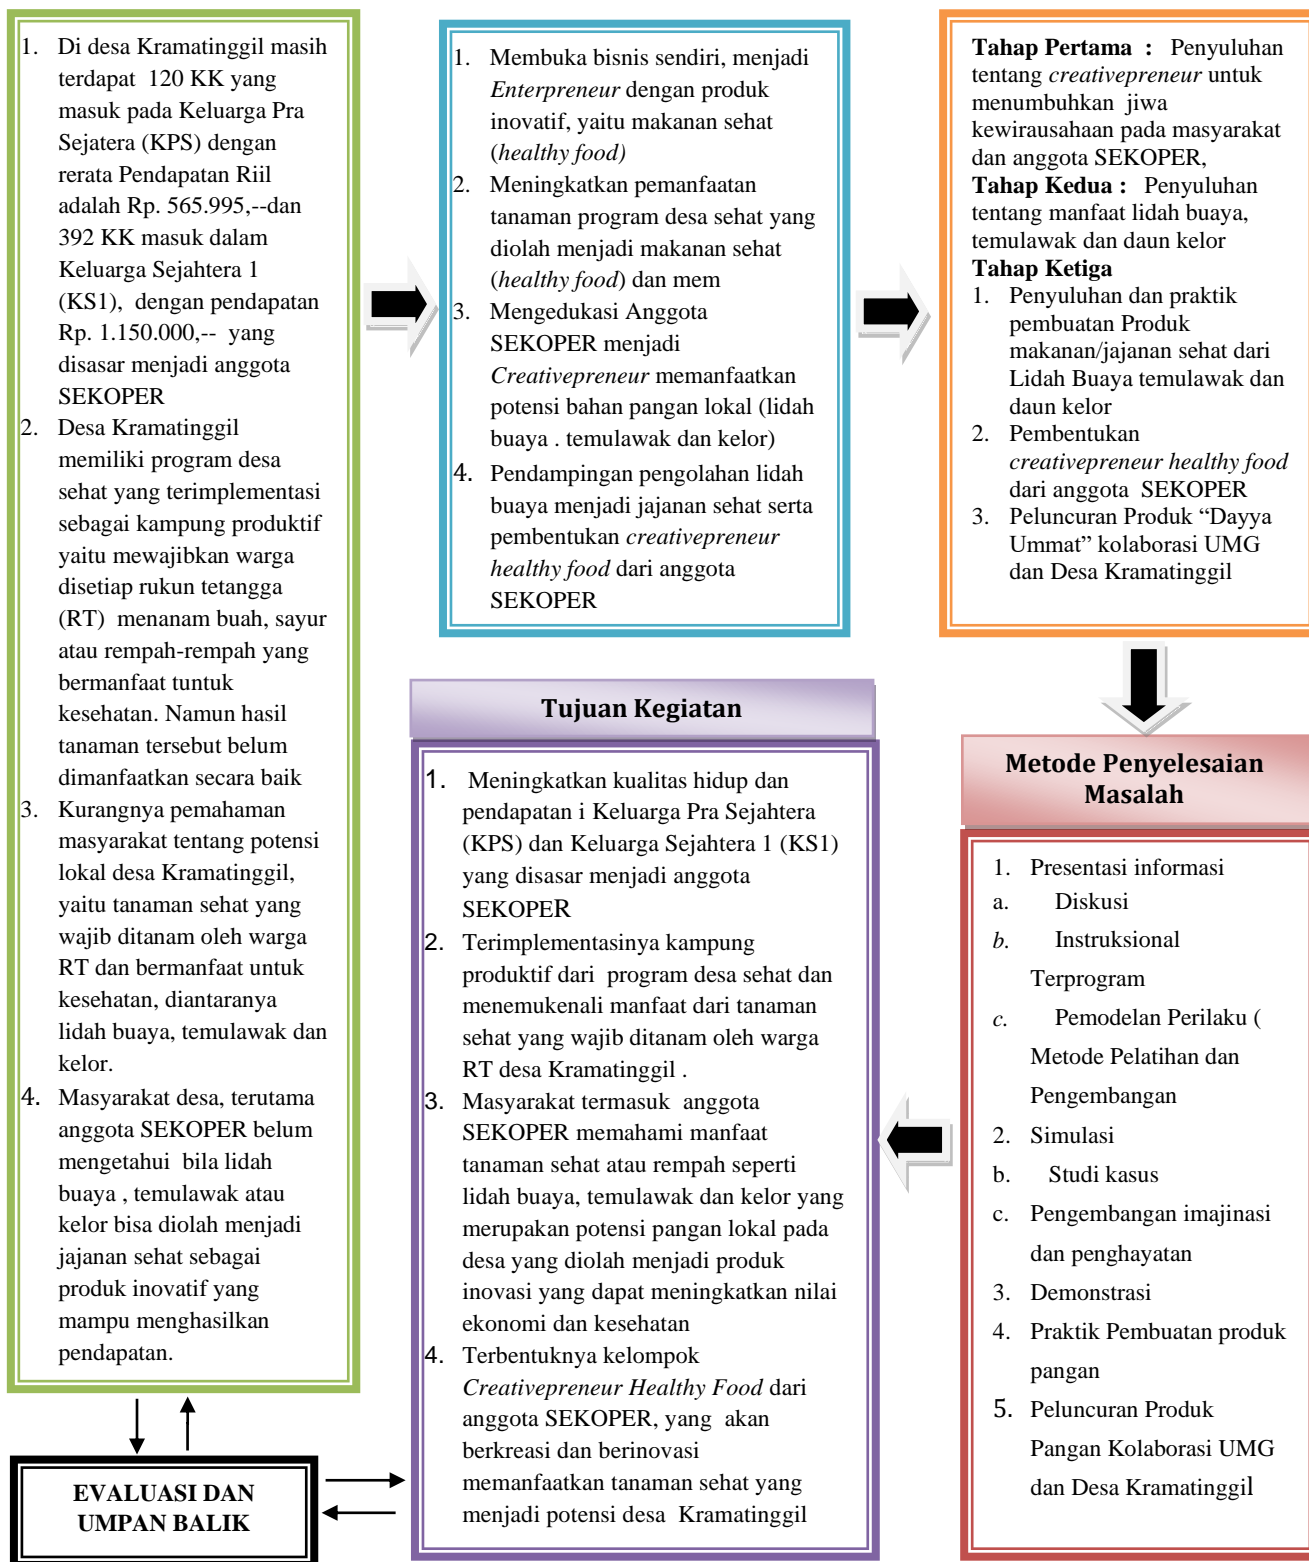 1. Di desa Kramatinggil masih
terdapat 120 KK yang
masuk pada Keluarga Pra
Sejatera (KPS) dengan
rerata Pendapatan Riil
adalah Rp. 565.995,--dan
392 KK masuk dalam
Keluarga Sejahtera 1
(KS1), dengan pendapatan
Rp. 1.150.000,-- yang
disasar menjadi anggota
SEKOPER
2. Desa Kramatinggil
memiliki program desa
sehat yang terimplementasi
sebagai kampung produktif
yaitu mewajibkan warga
disetiap rukun tetangga
(RT) menanam buah, sayur
atau rempah-rempah yang
bermanfaat tuntuk
kesehatan. Namun hasil
tanaman tersebut belum
dimanfaatkan secara baik
3. Kurangnya pemahaman
masyarakat tentang potensi
lokal desa Kramatinggil,
yaitu tanaman sehat yang
wajib ditanam oleh warga
RT dan bermanfaat untuk
kesehatan, diantaranya
lidah buaya, temulawak dan
kelor.
4. Masyarakat desa, terutama
anggota SEKOPER belum
mengetahui bila lidah
buaya , temulawak atau
kelor bisa diolah menjadi
jajanan sehat sebagai
produk inovatif yang
mampu menghasilkan
pendapatan.
1. Membuka bisnis sendiri, menjadi
Enterpreneur dengan produk
inovatif, yaitu makanan sehat
(healthy food)
2. Meningkatkan pemanfaatan
tanaman program desa sehat yang
diolah menjadi makanan sehat
(healthy food) dan mem
3. Mengedukasi Anggota
SEKOPER menjadi
Creativepreneur memanfaatkan
potensi bahan pangan lokal (lidah
buaya . temulawak dan kelor)
4. Pendampingan pengolahan lidah
buaya menjadi jajanan sehat serta
pembentukan creativepreneur
healthy food dari anggota
SEKOPER
Tahap Pertama : Penyuluhan
tentang creativepreneur untuk
menumbuhkan jiwa
kewirausahaan pada masyarakat
dan anggota SEKOPER,
Tahap Kedua : Penyuluhan
tentang manfaat lidah buaya,
temulawak dan daun kelor
Tahap Ketiga
1. Penyuluhan dan praktik
pembuatan Produk
makanan/jajanan sehat dari
Lidah Buaya temulawak dan
daun kelor
2. Pembentukan
creativepreneur healthy food
dari anggota SEKOPER
3. Peluncuran Produk “Dayya
Ummat” kolaborasi UMG
dan Desa Kramatinggil
Metode Penyelesaian
Masalah
1. Presentasi informasi
a. Diskusi
b. Instruksional
Terprogram
c. Pemodelan Perilaku (
Metode Pelatihan dan
Pengembangan
2. Simulasi
b. Studi kasus
c. Pengembangan imajinasi
dan penghayatan
3. Demonstrasi
4. Praktik Pembuatan produk
pangan
5. Peluncuran Produk
Pangan Kolaborasi UMG
dan Desa Kramatinggil
Tujuan Kegiatan
1. Meningkatkan kualitas hidup dan
pendapatan i Keluarga Pra Sejahtera
(KPS) dan Keluarga Sejahtera 1 (KS1)
yang disasar menjadi anggota
SEKOPER
2. Terimplementasinya kampung
produktif dari program desa sehat dan
menemukenali manfaat dari tanaman
sehat yang wajib ditanam oleh warga
RT desa Kramatinggil .
3. Masyarakat termasuk anggota
SEKOPER memahami manfaat
tanaman sehat atau rempah seperti
lidah buaya, temulawak dan kelor yang
merupakan potensi pangan lokal pada
desa yang diolah menjadi produk
inovasi yang dapat meningkatkan nilai
ekonomi dan kesehatan
4. Terbentuknya kelompok
Creativepreneur Healthy Food dari
anggota SEKOPER, yang akan
berkreasi dan berinovasi
memanfaatkan tanaman sehat yang
menjadi potensi desa Kramatinggil
EVALUASI DAN
UMPAN BALIK